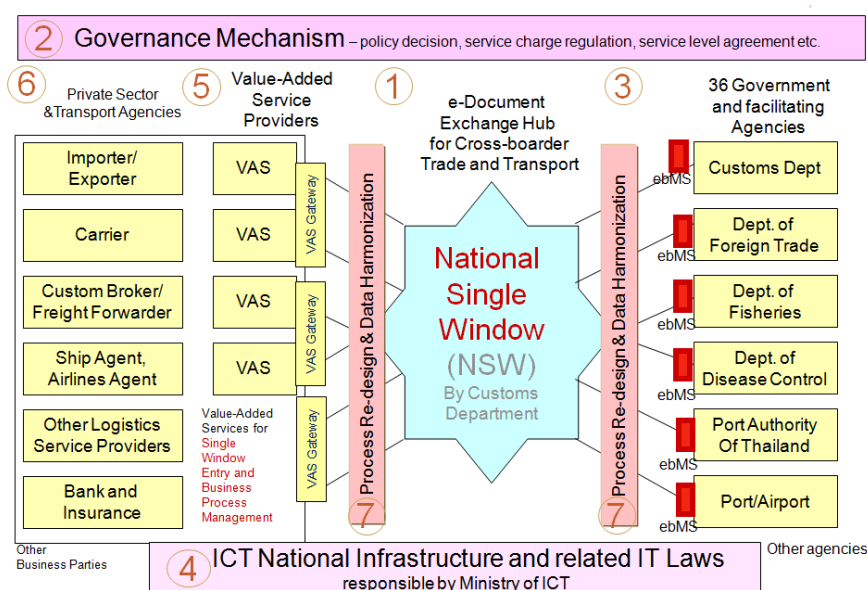 2 Governance Mechanism – policy decision, service charge regulation, service level agreement etc.
6
Private Sector
&Transport Agencies
5
Value-Added
Service
Providers
1
e-Document
Exchange Hub
for Cross-boarder
Trade and Transport
3
36 Government
and facilitating
Agencies
Importer/
Exporter
Carrier
Custom Broker/
Freight Forwarder
Ship Agent,
Airlines Agent
Other Logistics
Service Providers
Bank and
Insurance
Other
Business Parties
VAS
VAS
VAS
VAS
Value-Added
Services for
Single
Window
Entry and
Business
Process
Management
VAS Gateway
VAS Gateway
VAS Gateway
Process Re-design & Data Harmonization
7
National
Single
Window
(NSW)
By Customs
Department
Process Re-design & Data Harmonization
7
ebMS
ebMS
ebMS
ebMS
ebMS
ebMS
Customs Dept
Dept. of
Foreign Trade
Dept. of
Fisheries
Dept. of
Disease Control
Port Authority
Of Thailand
Port/Airport
Other agencies
4 ICT National Infrastructure and related IT Laws
responsible by Ministry of ICT